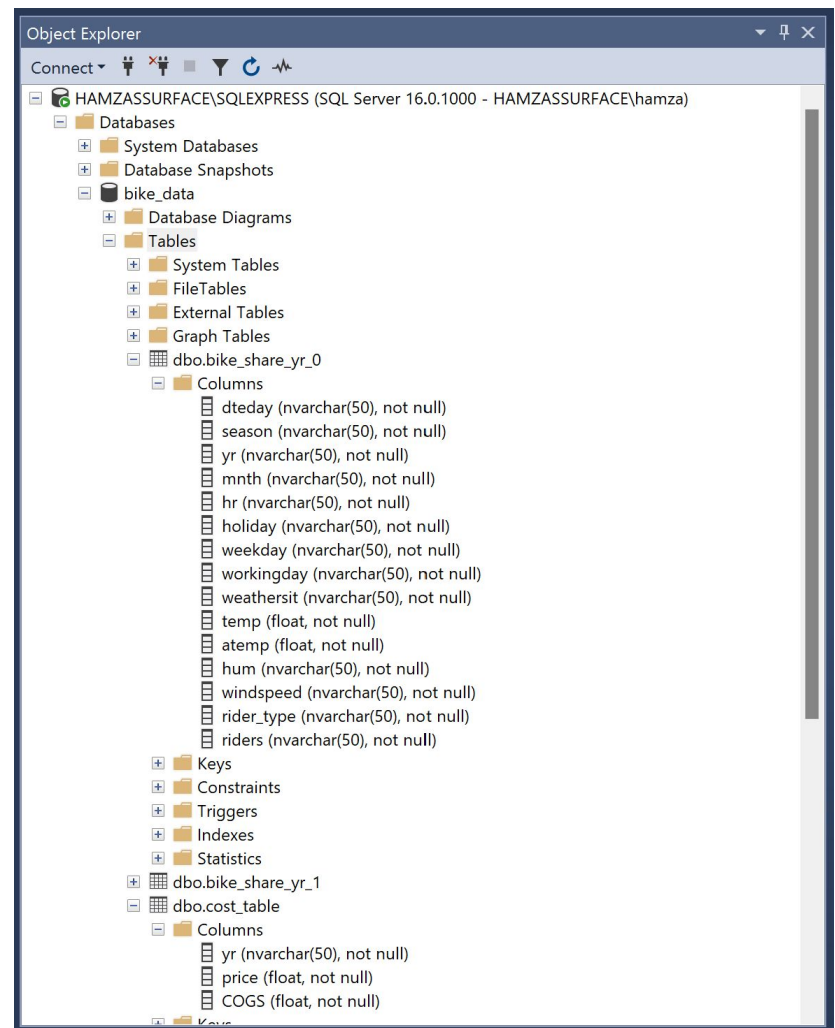 Object Explorer
Connect
HAMZASSURFACE\SQLEXPRESS (SQL Server 16.0.1000 - HAMZASSURFACE\hamza)
Databases
System Databases
Database Snapshots
bike_data
Database Diagrams
Tables
System Tables
FileTables
External Tables
Graph Tables
dbo.bike_share_yr_0
Columns
dteday (nvarchar(50), not null)
season (nvarchar(50), not null)
yr (nvarchar(50), not null)
mnth (nvarchar(50), not null)
hr (nvarchar(50), not null)
holiday (nvarchar(50), not null)
weekday (nvarchar(50), not null)
workingday (nvarchar(50), not null)
weathersit (nvarchar(50), not null)
temp (float, not null)
atemp (float, not null)
hum (nvarchar(50), not null)
windspeed (nvarchar(50), not null)
rider_type (nvarchar(50), not null)
riders (nvarchar(50), not null)
Keys
Constraints
Triggers
Indexes
Statistics
dbo.bike_share_yr_1
dbo.cost_table
Columns
yr (nvarchar(50), not null)
price (float, not null)
COGS (float, not null)
Keys